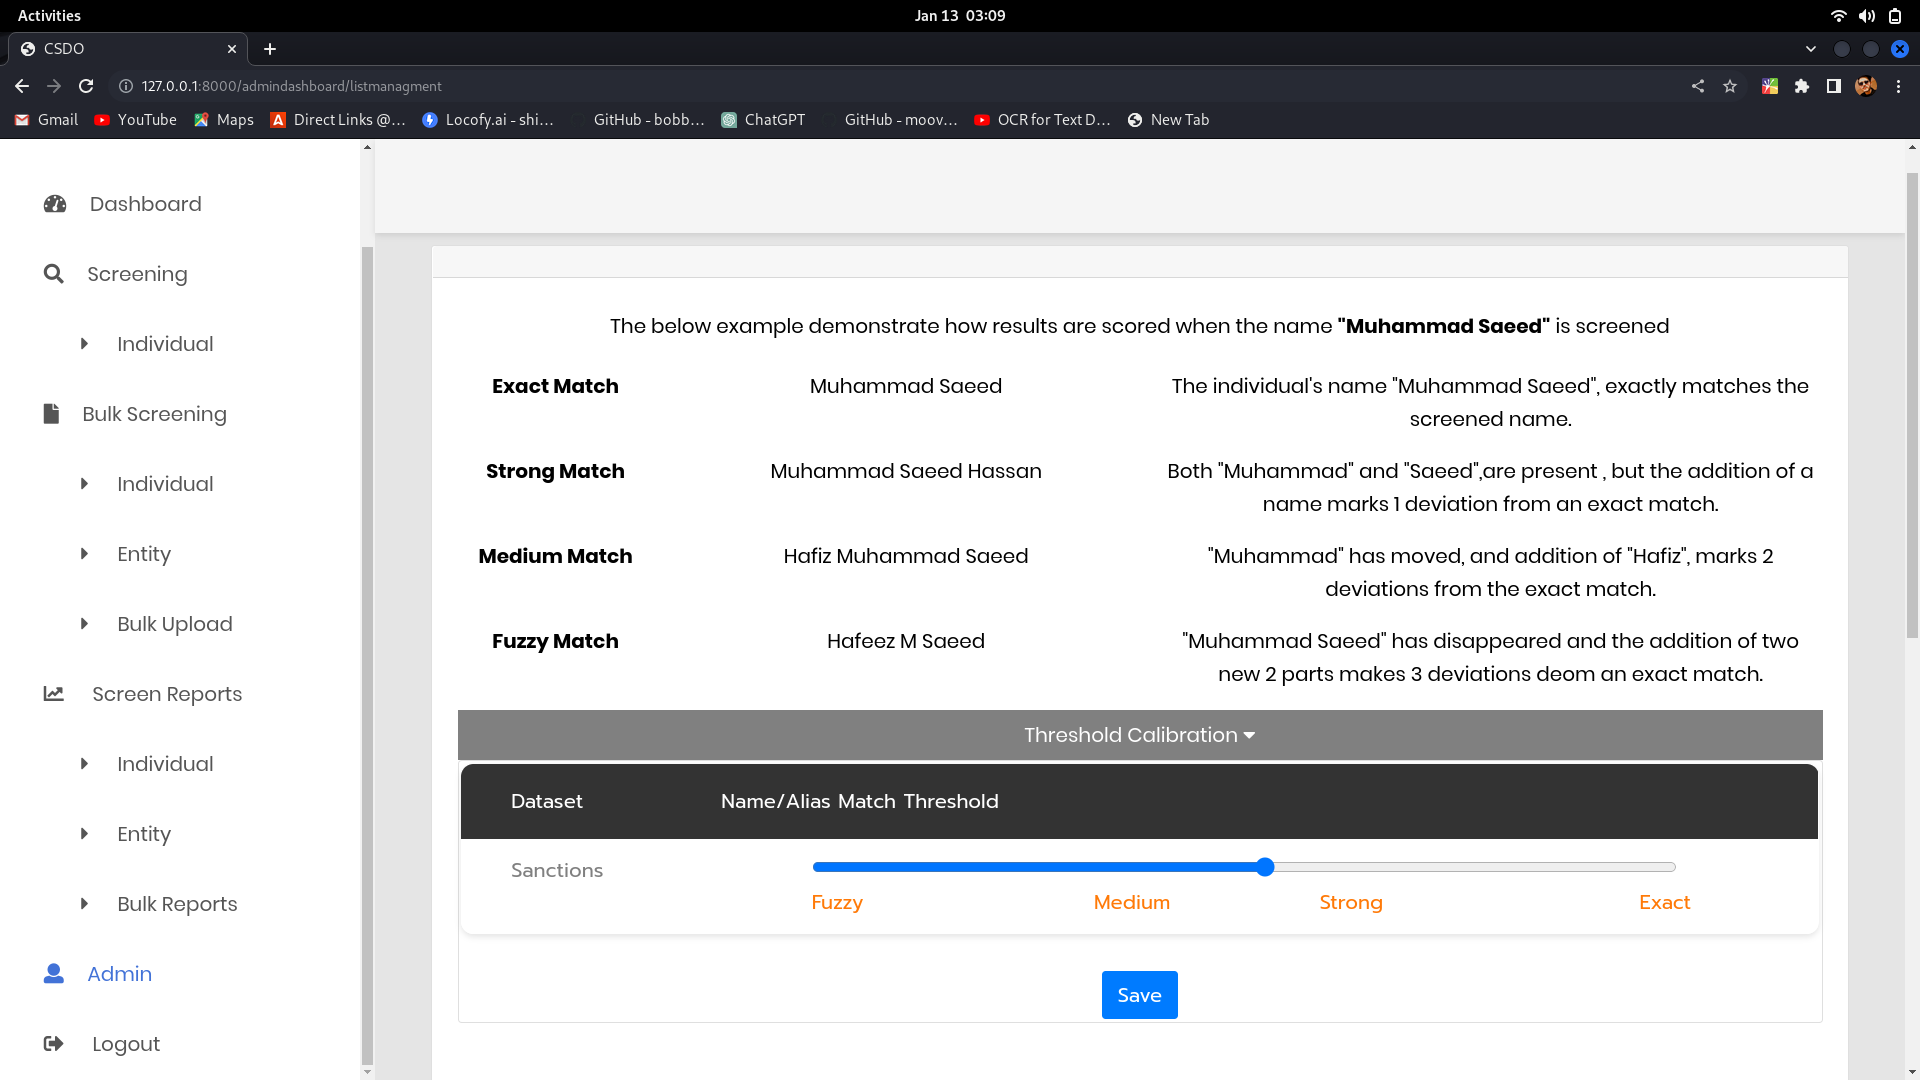 Activities
Jan 13 03:09
CSDO
127.0.0.1:8000/admindashboard/listmanagment
Gmail
YouTube
Maps
Direct Links @...
Locofy.ai - shi...
GitHub - bobb...
ChatGPT
GitHub - moov...
OCR for Text D...
New Tab
Dashboard
Screening
Individual
Bulk Screening
Individual
Entity
Bulk Upload
Screen Reports
Individual
Entity
Bulk Reports
Admin
Logout
The below example demonstrate how results are scored when the name "Muhammad Saeed" is screened
Exact Match
Muhammad Saeed
The individual's name "Muhammad Saeed", exactly matches the
screened name.
Strong Match
Muhammad Saeed Hassan
Both "Muhammad" and "Saeed",are present , but the addition of a
name marks 1 deviation from an exact match.
Medium Match
Hafiz Muhammad Saeed
"Muhammad" has moved, and addition of "Hafiz", marks 2
deviations from the exact match.
Fuzzy Match
Hafeez M Saeed
"Muhammad Saeed" has disappeared and the addition of two
new 2 parts makes 3 deviations deom an exact match.
Threshold Calibration
Dataset
Name/Alias Match Threshold
Sanctions
Fuzzy
Medium
Strong
Exact
Save